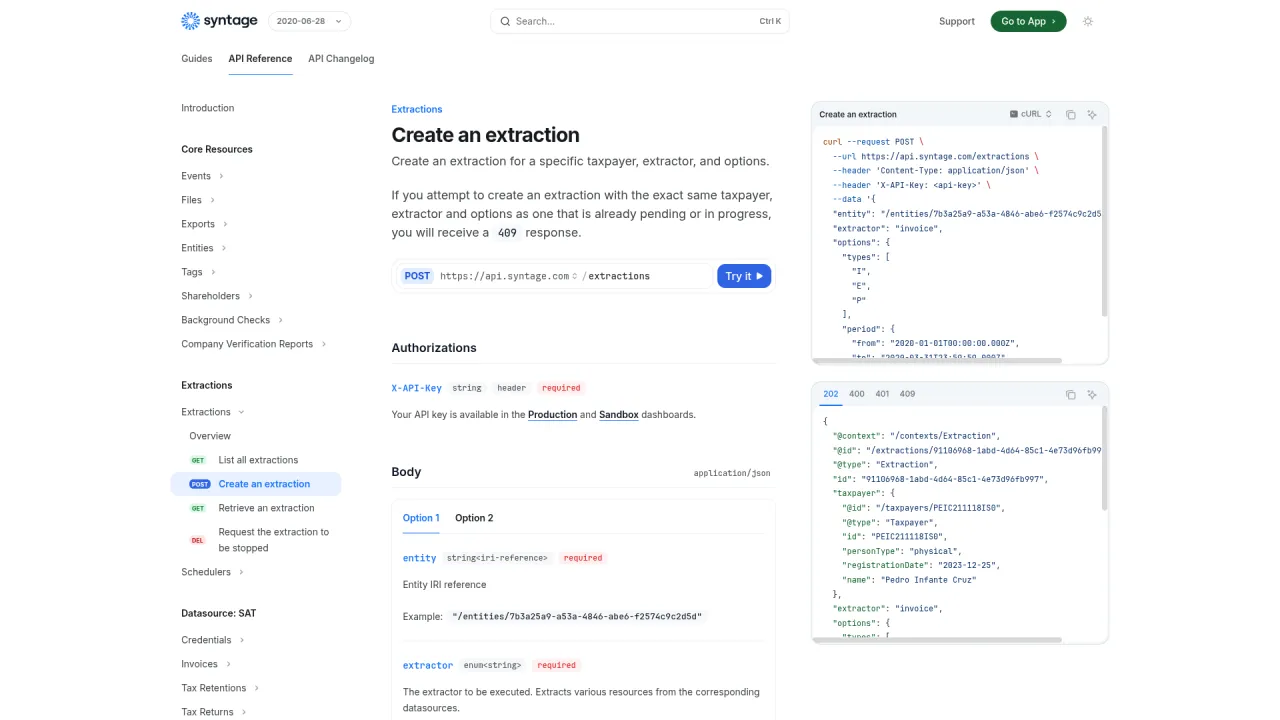 syntage
2020-06-28
Search...
Ctrl K
Support
Go to App
Guides
API Reference
API Changelog
Introduction
Core Resources
Events
Files
Exports
Entities
Tags
Shareholders
Background Checks
Company Verification Reports
Extractions
Extractions
Overview
GET List all extractions
POST Create an extraction
GET Retrieve an extraction
DEL Request the extraction to
be stopped
Schedulers
Datasource: SAT
Credentials
Invoices
Tax Retentions
Tax Returns
Extractions
Create an extraction
Create an extraction for a specific taxpayer, extractor, and options.
If you attempt to create an extraction with the exact same taxpayer,
extractor and options as one that is already pending or in progress,
you will receive a 409 response.
POST https://api.syntage.com /extractions
Try it
Authorizations
X-API-Key string header required
Your API key is available in the Production and Sandbox dashboards.
Body
application/json
Option 1 Option 2
entity string<iri-reference> required
Entity IRI reference
Example: "/entities/7b3a25a9-a53a-4846-abe6-f2574c9c2d5d"
extractor enum<string> required
The extractor to be executed. Extracts various resources from the corresponding
datasources.
Create an extraction
cURL
curl --request POST \
--url https://api.syntage.com/extractions \
--header 'Content-Type: application/json' \
--header 'X-API-Key: <api-key>' \
--data '{
"entity": "/entities/7b3a25a9-a53a-4846-abe6-f2574c9c2d5
"extractor": "invoice",
"options": {
"types": [
"I",
"E",
"P"
],
"period": {
"from": "2020-01-01T00:00:00.000Z",
"to": "2020-03-31T23:59:59.000Z"
202 400 401 409
{
"@context": "/contexts/Extraction",
"@id": "/extractions/91106968-1abd-4d64-85c1-4e73d96fb99
"@type": "Extraction",
"id": "91106968-1abd-4d64-85c1-4e73d96fb997",
"taxpayer": {
"@id": "/taxpayers/PEIC211118IS0",
"@type": "Taxpayer",
"id": "PEIC211118IS0",
"personType": "physical",
"registrationDate": "2023-12-25",
"name": "Pedro Infante Cruz"
},
"extractor": "invoice",
"options": {
"types": [